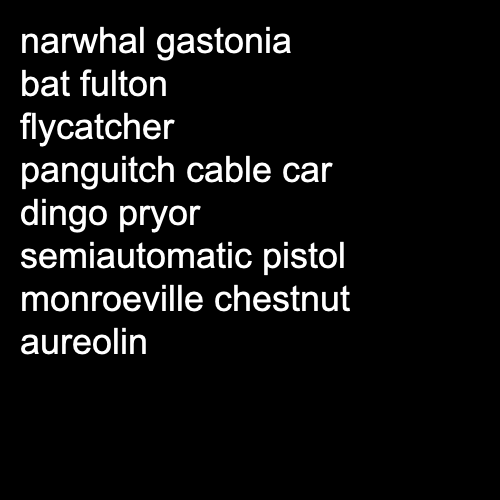 narwhal gastonia
bat fulton
flycatcher
panguitch cable car
dingo pryor
semiautomatic pistol
monroeville chestnut
aureolin